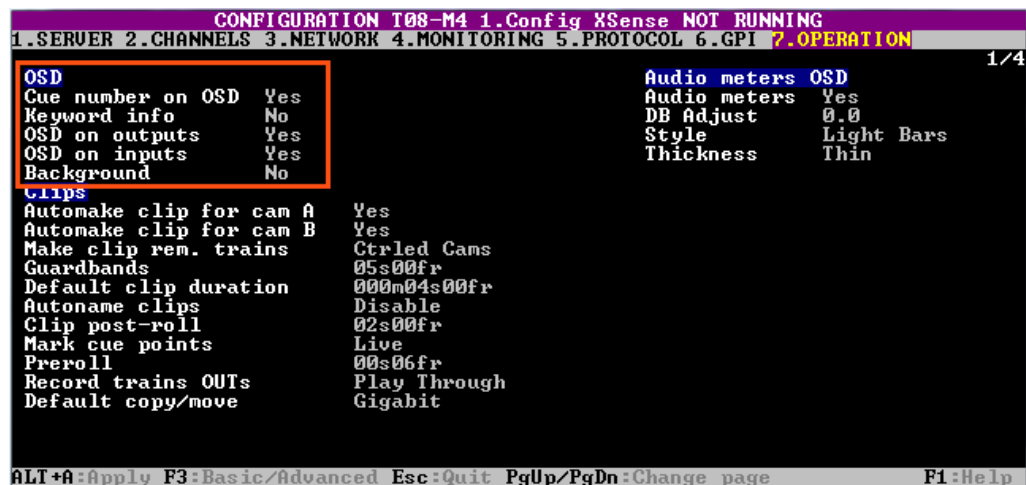 CONFIGURATION T08-M4 1.Config XSense NOT RUNNING
1.SERVER 2.CHANNELS 3.NETWORK 4.MONITORING 5.PROTOCOL 6.GPI 7.OPERATION
1/4
OSD
Cue number on OSD Yes
Keyword info No
OSD on outputs Yes
OSD on inputs Yes
Background No
Audio meters OSD
Audio meters Yes
DB Adjust 0.0
Style Light Bars
Thickness Thin
Clips
Automake clip for cam A Yes
Automake clip for cam B Yes
Make clip rem. trains Ctrled Cams
Guardbands 05s00fr
Default clip duration 000m04s00fr
Autoname clips Disable
Clip post-roll 02s00fr
Mark cue points Live
Preroll 00s06fr
Record trains OUTs Play Through
Default copy/move Gigabit
ALT+A:Apply F3:Basic/Advanced Esc:Quit PgUp/PgDn:Change page F1:Help